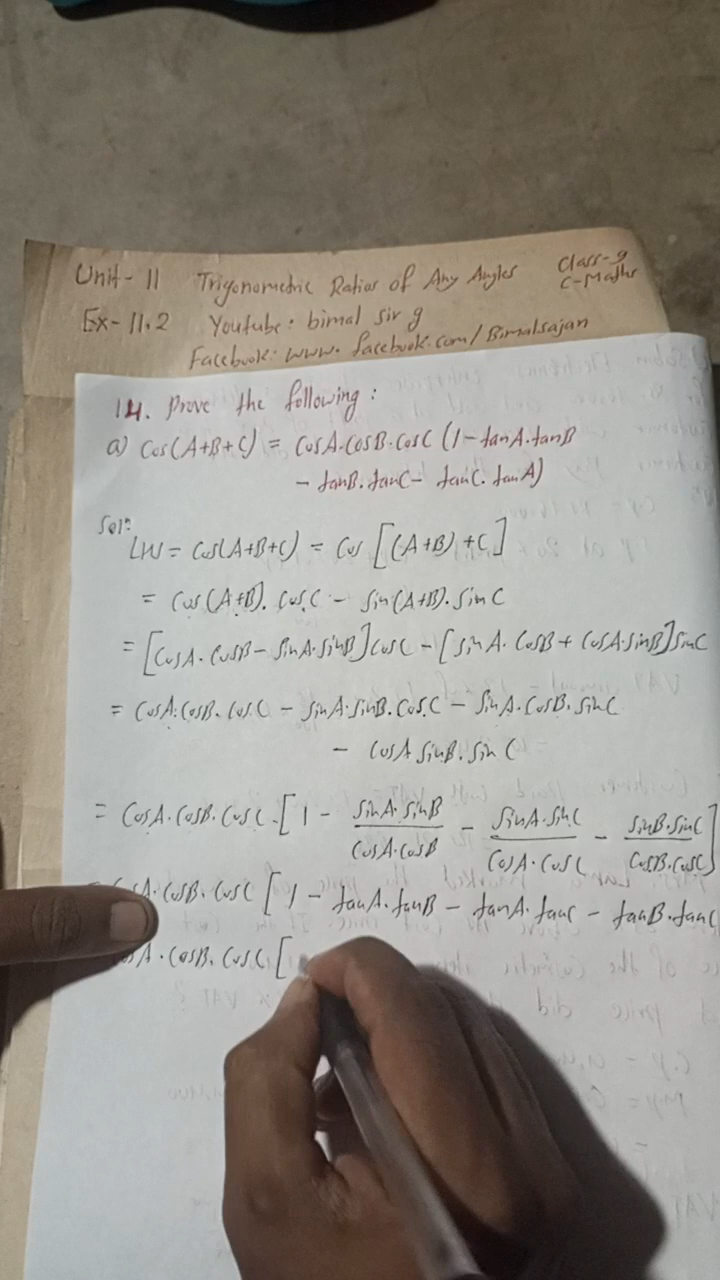 Unit- 11 Trigonometric Ratios of Any Angles Class-9
C-Maths
Ex- 11.2 Youtube: bimal sir g
Facebook: www. facebook.com/Bimalsajan
14. Prove the following:
a) Cos(A+B+C) = CosA.CosB.CosC (1-tanA.tanB
- tanB.tanC- tanC.tanA)
Solⁿ
LHS = Cos(A+B+C) = Cos [(A+B)+C]
= Cos(A+B). CosC - Sin(A+B).SinC
= [CosA.CosB- SinA.SinB]CosC - [SinA. CosB + CosA.SinB]SinC
= CosA.CosB.CosC - SinA.SinB.CosC - SinA.CosB.SinC
- CosA SinB.SinC
= CosA.CosB.CosC.[1 - SinA.SinB/CosA.CosB - SinA.SinC/CosA.CosC - SinB.SinC/CosB.CosC]
A.CosB.CosC [1 - tanA.tanB - tanA.tanC - tanB.tanC
A.CosB.CosC [